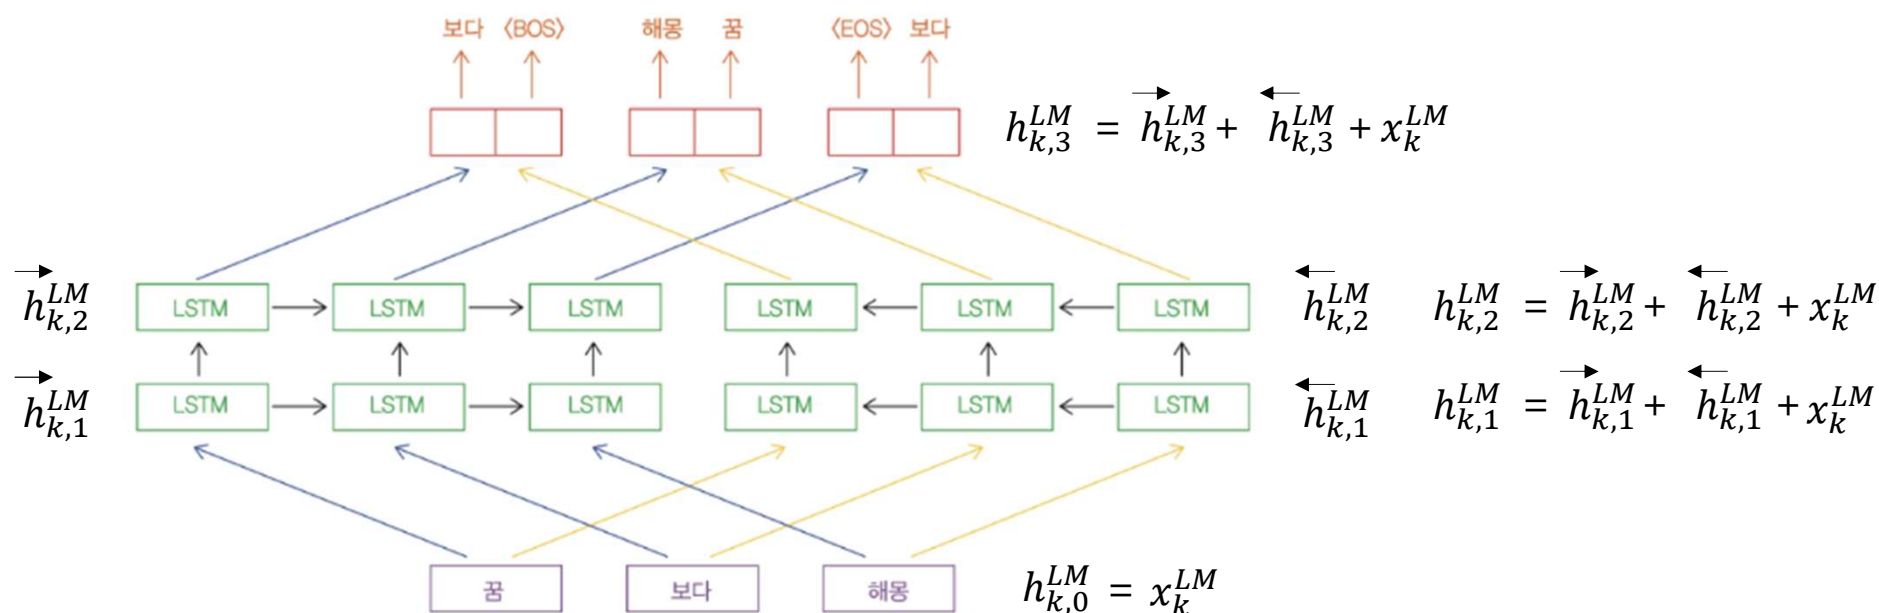 보다 〈BOS〉 해몽 꿈 〈EOS〉 보다
$h_{k,3}^{LM} = \overrightarrow{h}_{k,3}^{LM} + \overleftarrow{h}_{k,3}^{LM} + x_k^{LM}$
$\overrightarrow{h}_{k,2}^{LM}$ LSTM LSTM LSTM LSTM LSTM LSTM $\overleftarrow{h}_{k,2}^{LM}$ $h_{k,2}^{LM} = \overrightarrow{h}_{k,2}^{LM} + \overleftarrow{h}_{k,2}^{LM} + x_k^{LM}$
$\overrightarrow{h}_{k,1}^{LM}$ LSTM LSTM LSTM LSTM LSTM LSTM $\overleftarrow{h}_{k,1}^{LM}$ $h_{k,1}^{LM} = \overrightarrow{h}_{k,1}^{LM} + \overleftarrow{h}_{k,1}^{LM} + x_k^{LM}$
꿈 보다 해몽 $h_{k,0}^{LM} = x_k^{LM}$